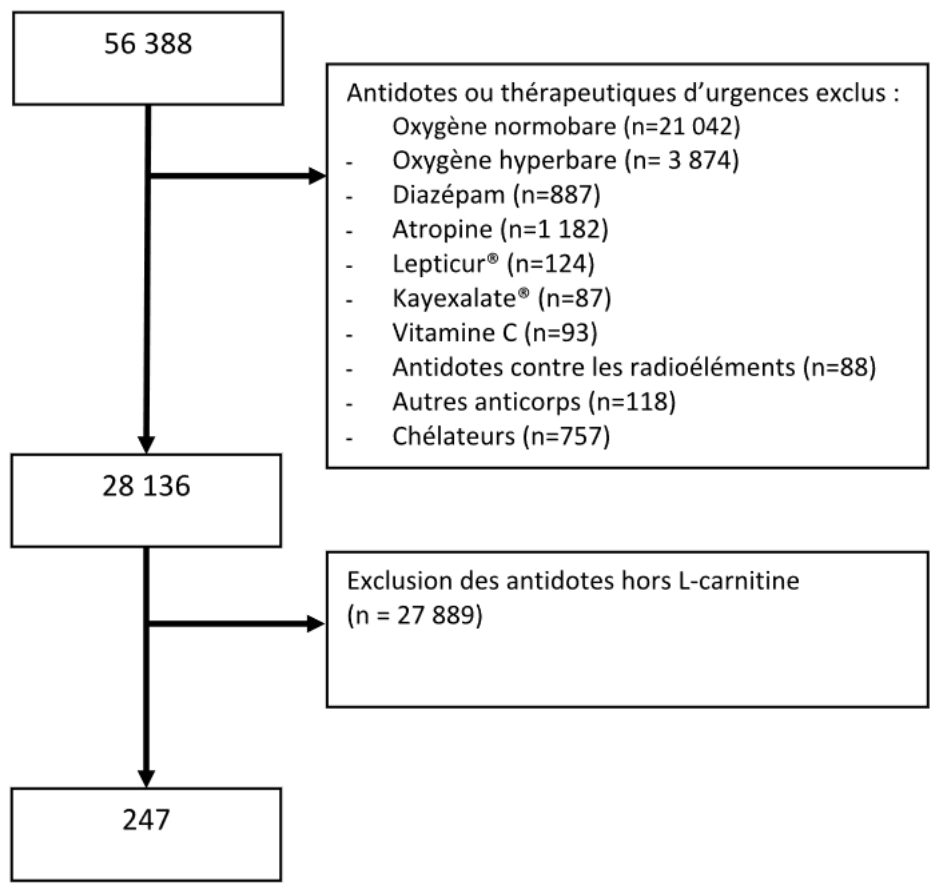 56 388
Antidotes ou thérapeutiques d’urgences exclus :
Oxygène normobare (n=21 042)
- Oxygène hyperbare (n= 3 874)
- Diazépam (n=887)
- Atropine (n=1 182)
- Lepticur® (n=124)
- Kayexalate® (n=87)
- Vitamine C (n=93)
- Antidotes contre les radioéléments (n=88)
- Autres anticorps (n=118)
- Chélateurs (n=757)
28 136
Exclusion des antidotes hors L-carnitine
(n = 27 889)
247